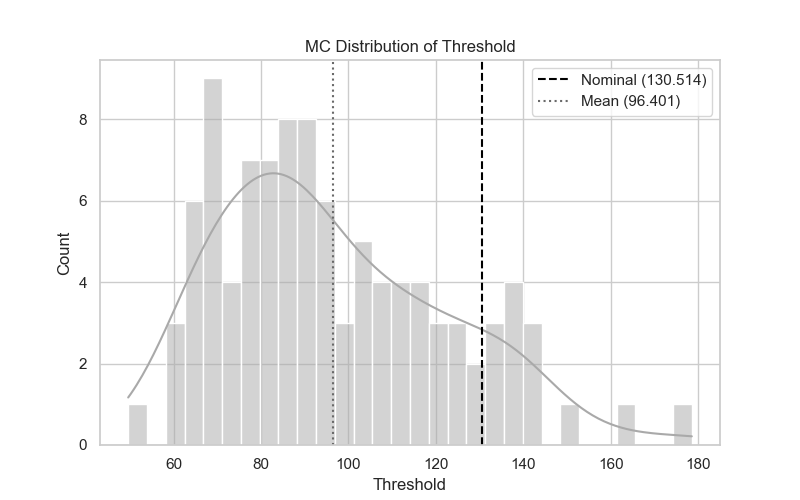 MC Distribution of Threshold
Nominal (130.514)
Mean (96.401)
Count
8
6
4
2
0
60 80 100 120 140 160 180
Threshold